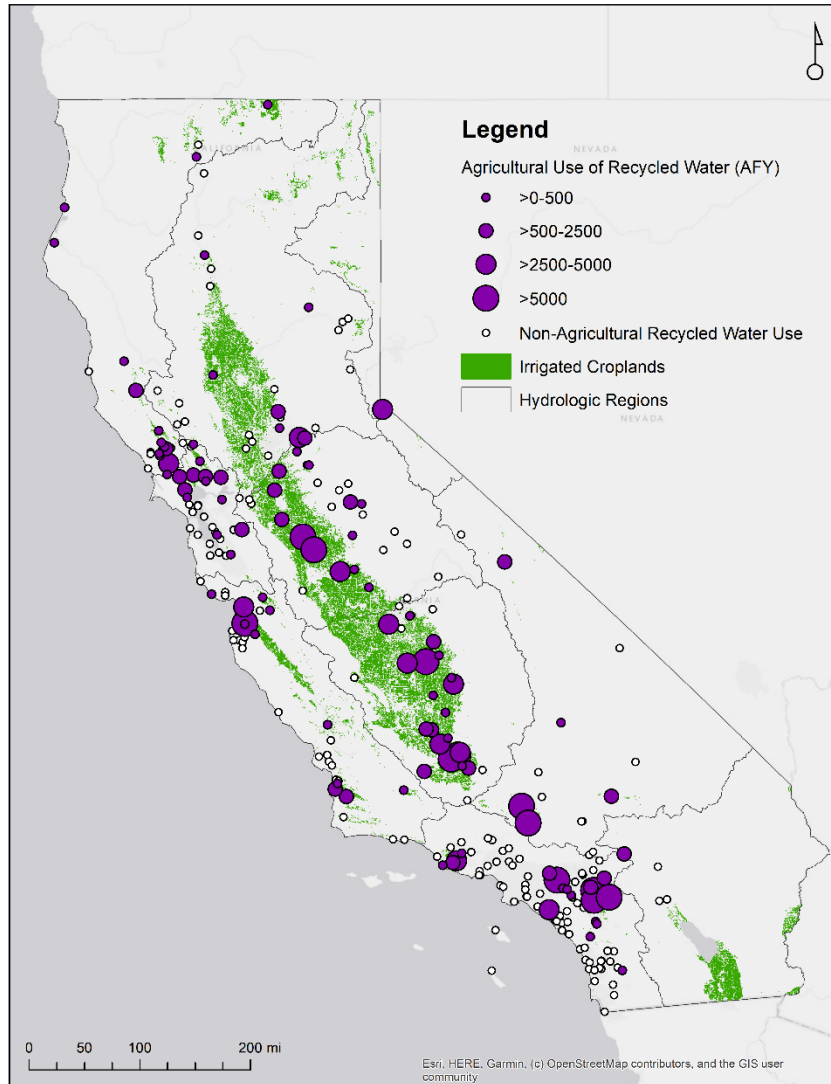 Legend
Agricultural Use of Recycled Water (AFY)
>0-500
>500-2500
>2500-5000
>5000
Non-Agricultural Recycled Water Use
Irrigated Croplands
Hydrologic Regions
NEVADA
NEVADA
0 50 100 200 mi
Esri, HERE, Garmin, (c) OpenStreetMap contributors, and the GIS user
community